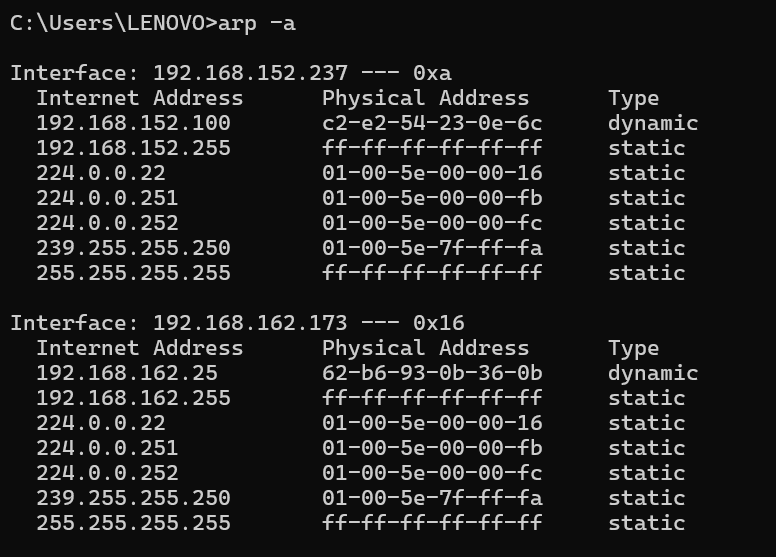 C:\Users\LENOVO>arp -a
Interface: 192.168.152.237 --- 0xa
Internet Address Physical Address Type
192.168.152.100 c2-e2-54-23-0e-6c dynamic
192.168.152.255 ff-ff-ff-ff-ff-ff static
224.0.0.22 01-00-5e-00-00-16 static
224.0.0.251 01-00-5e-00-00-fb static
224.0.0.252 01-00-5e-00-00-fc static
239.255.255.250 01-00-5e-7f-ff-fa static
255.255.255.255 ff-ff-ff-ff-ff-ff static
Interface: 192.168.162.173 --- 0x16
Internet Address Physical Address Type
192.168.162.25 62-b6-93-0b-36-0b dynamic
192.168.162.255 ff-ff-ff-ff-ff-ff static
224.0.0.22 01-00-5e-00-00-16 static
224.0.0.251 01-00-5e-00-00-fb static
224.0.0.252 01-00-5e-00-00-fc static
239.255.255.250 01-00-5e-7f-ff-fa static
255.255.255.255 ff-ff-ff-ff-ff-ff static